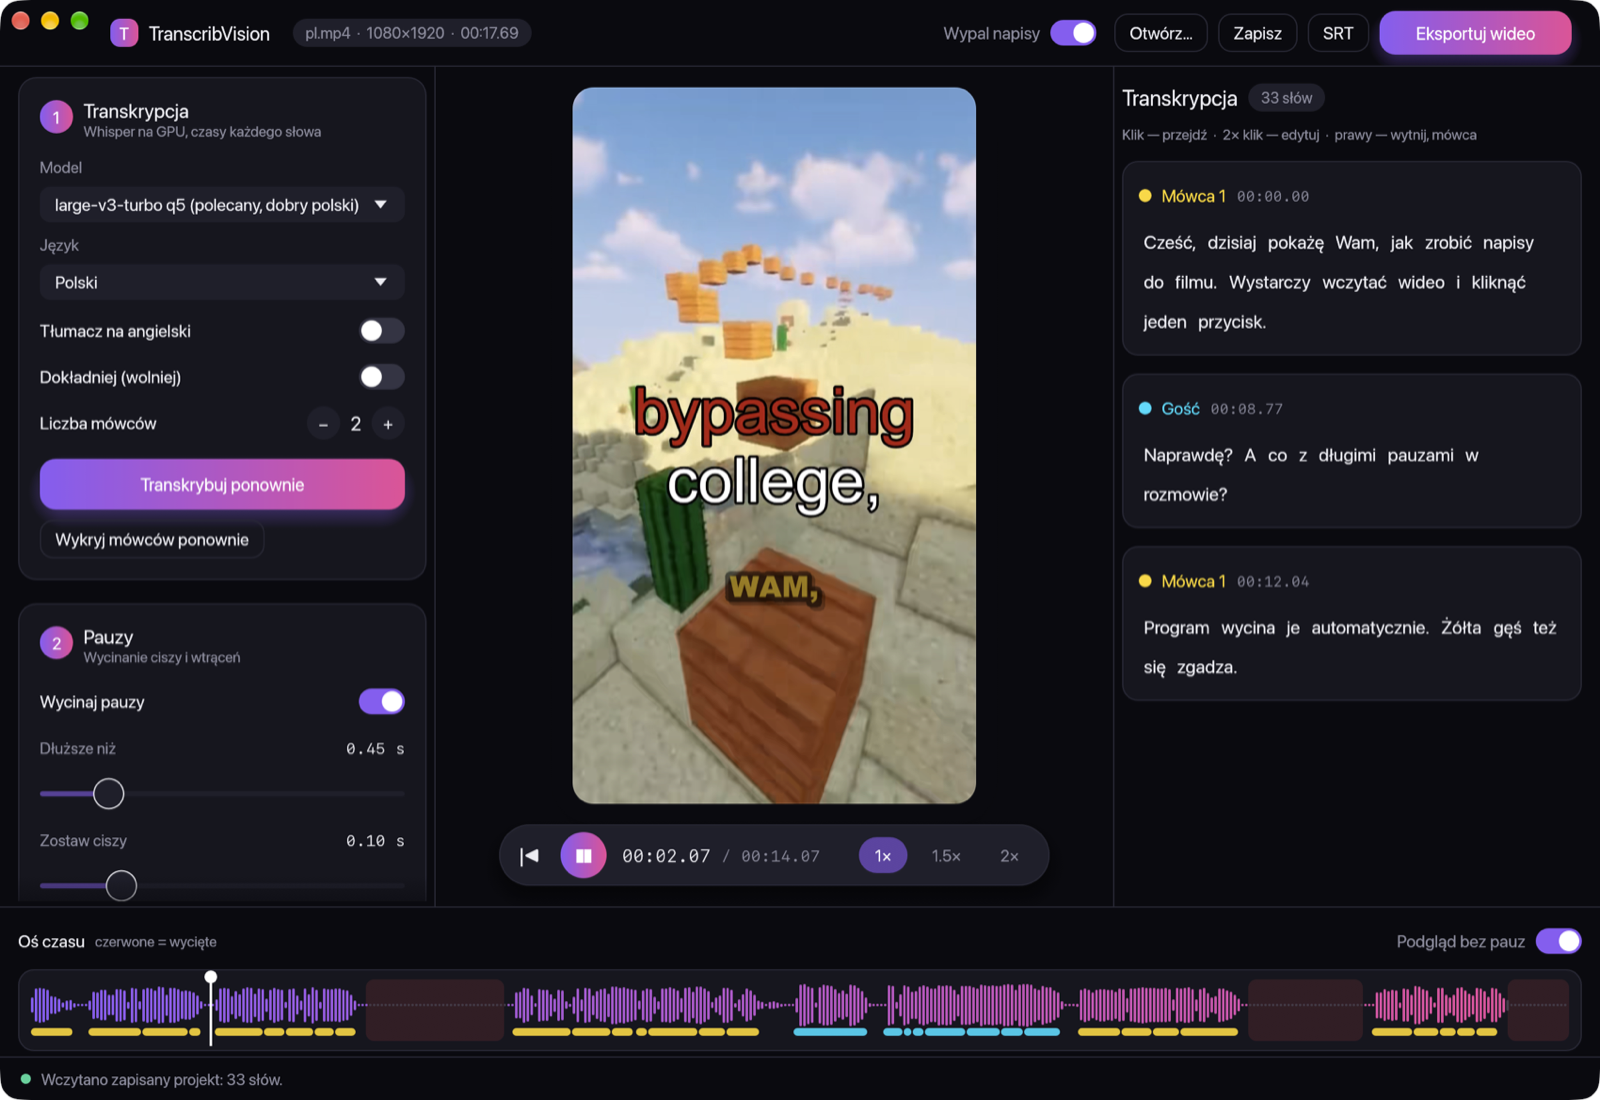 T TranscribVision
pl.mp4 · 1080×1920 · 00:17.69
Wypal napisy
Otwórz...
Zapisz
SRT
Eksportuj wideo
1 Transkrypcja
Whisper na GPU, czasy każdego słowa
Model
large-v3-turbo q5 (polecany, dobry polski)
Język
Polski
Tłumacz na angielski
Dokładniej (wolniej)
Liczba mówców
− 2 +
Transkrybuj ponownie
Wykryj mówców ponownie
2 Pauzy
Wycinanie ciszy i wtrąceń
Wycinaj pauzy
Dłuższe niż 0.45 s
Zostaw ciszy 0.10 s
bypassing
college,
WAM,
00:02.07 / 00:14.07
1× 1.5× 2×
Transkrypcja 33 słów
Klik — przejdź · 2× klik — edytuj · prawy — wytnij, mówca
Mówca 1 00:00.00
Cześć, dzisiaj pokażę Wam, jak zrobić napisy
do filmu. Wystarczy wczytać wideo i kliknąć
jeden przycisk.
Gość 00:08.77
Naprawdę? A co z długimi pauzami w
rozmowie?
Mówca 1 00:12.04
Program wycina je automatycznie. Żółta gęś też
się zgadza.
Oś czasu czerwone = wycięte
Podgląd bez pauz
Wczytano zapisany projekt: 33 słów.